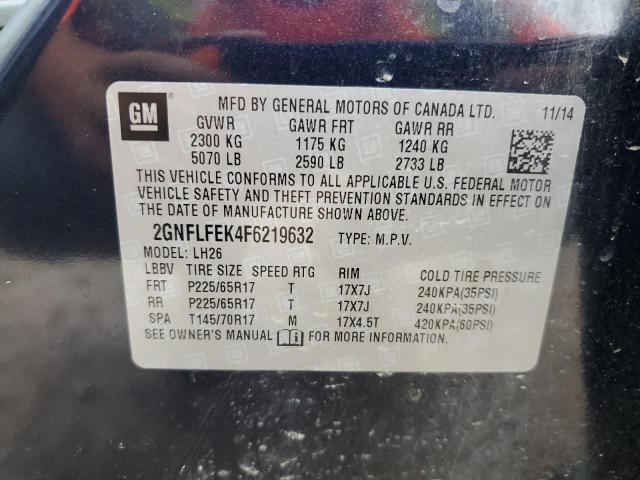 GM
MFD BY GENERAL MOTORS OF CANADA LTD. 11/14
GVWR GAWR FRT GAWR RR
2300 KG 1175 KG 1240 KG
5070 LB 2590 LB 2733 LB
THIS VEHICLE CONFORMS TO ALL APPLICABLE U.S. FEDERAL MOTOR
VEHICLE SAFETY AND THEFT PREVENTION STANDARDS IN EFFECT ON
THE DATE OF MANUFACTURE SHOWN ABOVE.
2GNFLFEK4F6219632 TYPE: M.P.V.
MODEL: LH26
LBBV TIRE SIZE SPEED RTG RIM COLD TIRE PRESSURE
FRT P225/65R17 T 17X7J 240KPA(35PSI)
RR P225/65R17 T 17X7J 240KPA(35PSI)
SPA T145/70R17 M 17X4.5T 420KPA(60PSI)
SEE OWNER'S MANUAL FOR MORE INFORMATION.